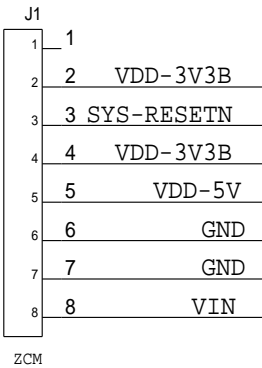 J1
1 1
2 2 VDD-3V3B
3 3 SYS-RESETN
4 4 VDD-3V3B
5 5 VDD-5V
6 6 GND
7 7 GND
8 8 VIN
ZCM